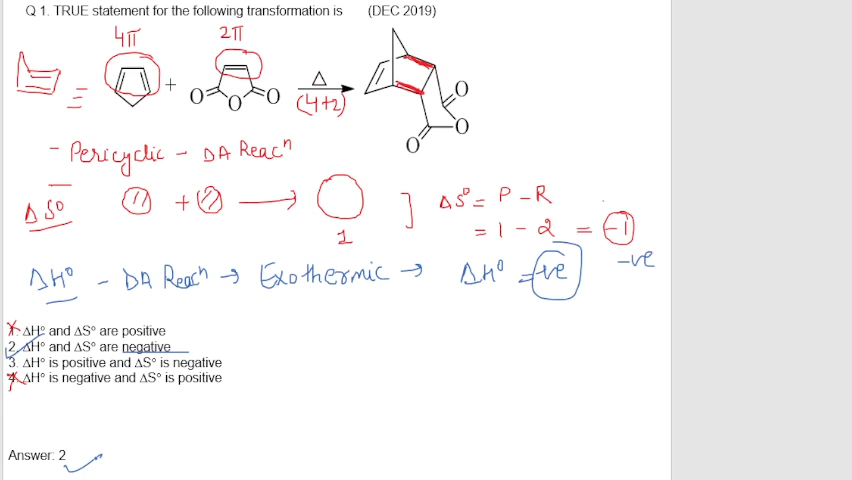 Q 1. TRUE statement for the following transformation is (DEC 2019)
4π 2π
= + O O O Δ (4+2) O O O
- Pericyclic - DA Reacⁿ
ΔS° 11 + 2 → 1 ] ΔS° = P - R
= 1 - 2 = -1
-ve
ΔH° - DA Reacⁿ → Exothermic → ΔH° = -ve
1. ΔH° and ΔS° are positive
2. ΔH° and ΔS° are negative
3. ΔH° is positive and ΔS° is negative
4. ΔH° is negative and ΔS° is positive
Answer: 2